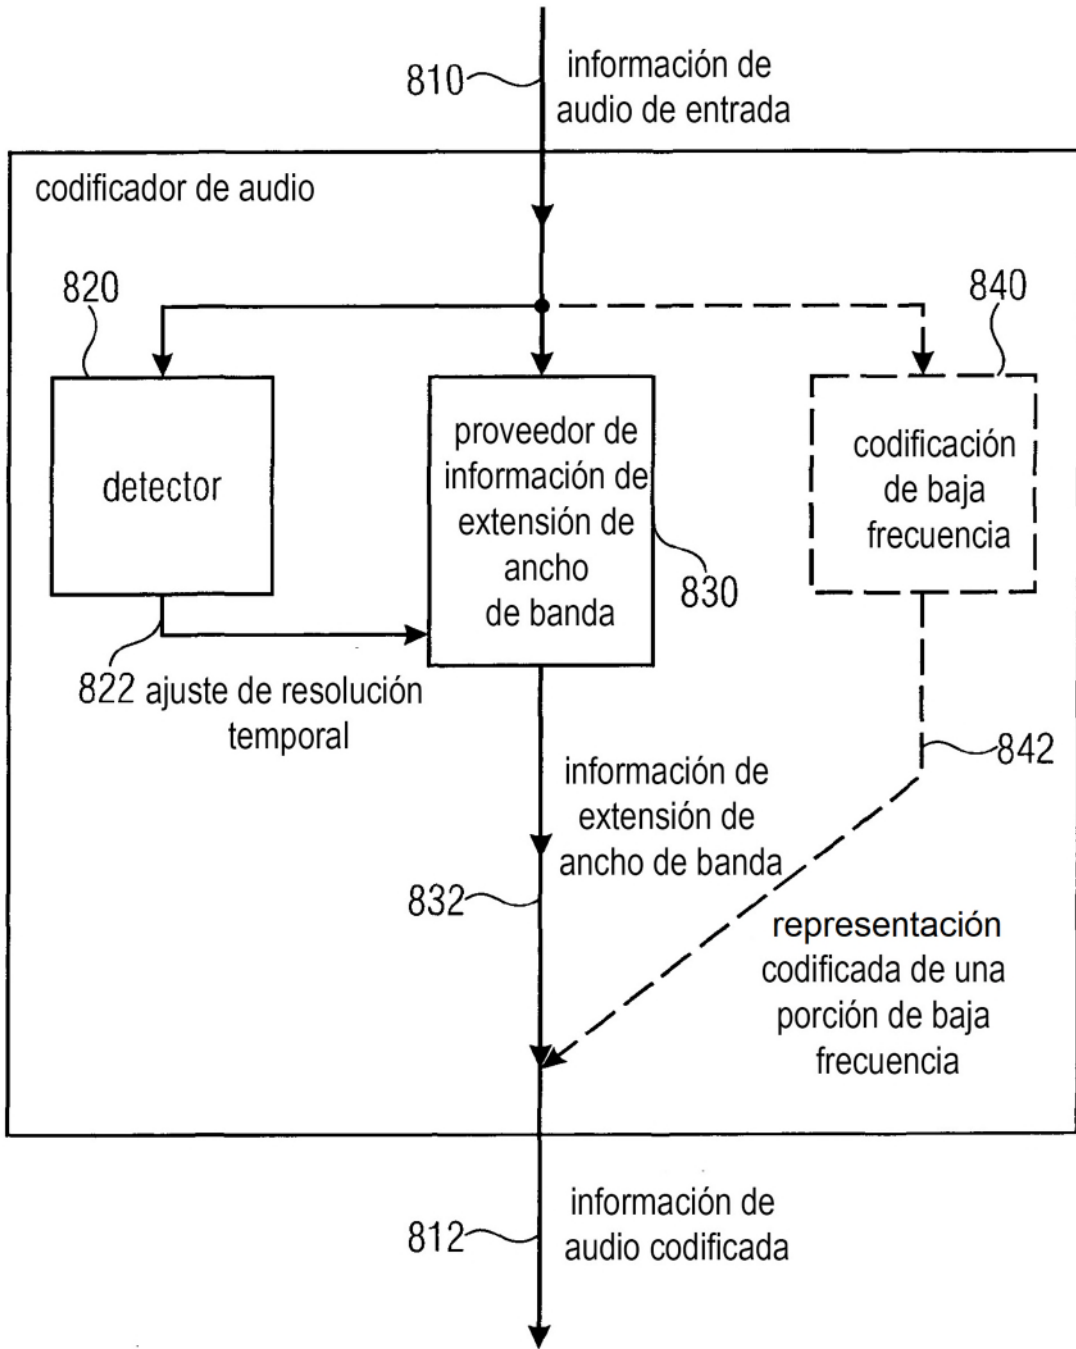 810
información de
audio de entrada
codificador de audio
820
840
detector
proveedor de
información de
extensión de
ancho
de banda
830
codificación
de baja
frecuencia
822 ajuste de resolución
temporal
842
información de
extensión de
ancho de banda
832
representación
codificada de una
porción de baja
frecuencia
812
información de
audio codificada